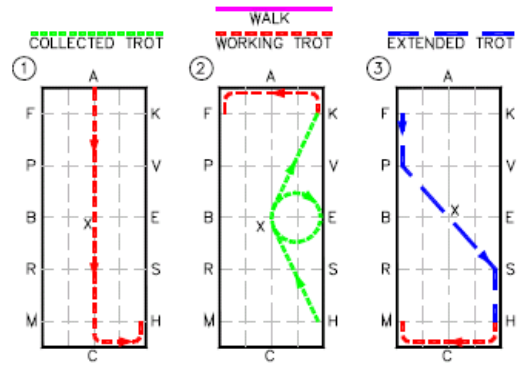 WALK
COLLECTED TROT WORKING TROT EXTENDED TROT
1 2 3
A A A
F K F K F K
P V P V P V
B E B E B E
X X X
R S R S R S
M H M H M H
C C C